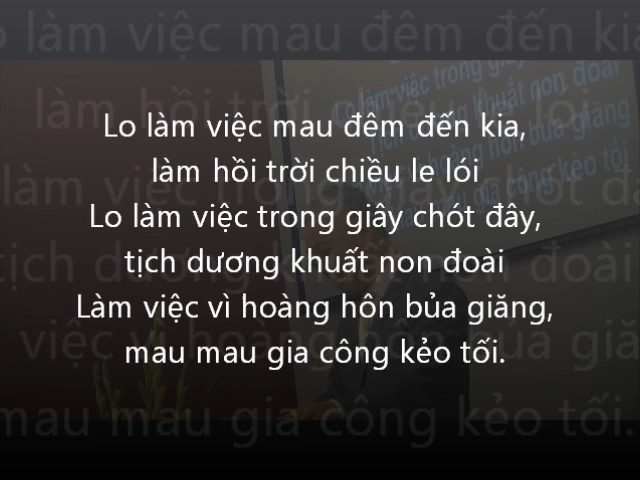 Lo làm việc mau đêm đến kia,
làm hồi trời chiều le lói
Lo làm việc trong giây chót đây,
tịch dương khuất non đoài
Làm việc vì hoàng hôn bủa giăng,
mau mau gia công kẻo tối.